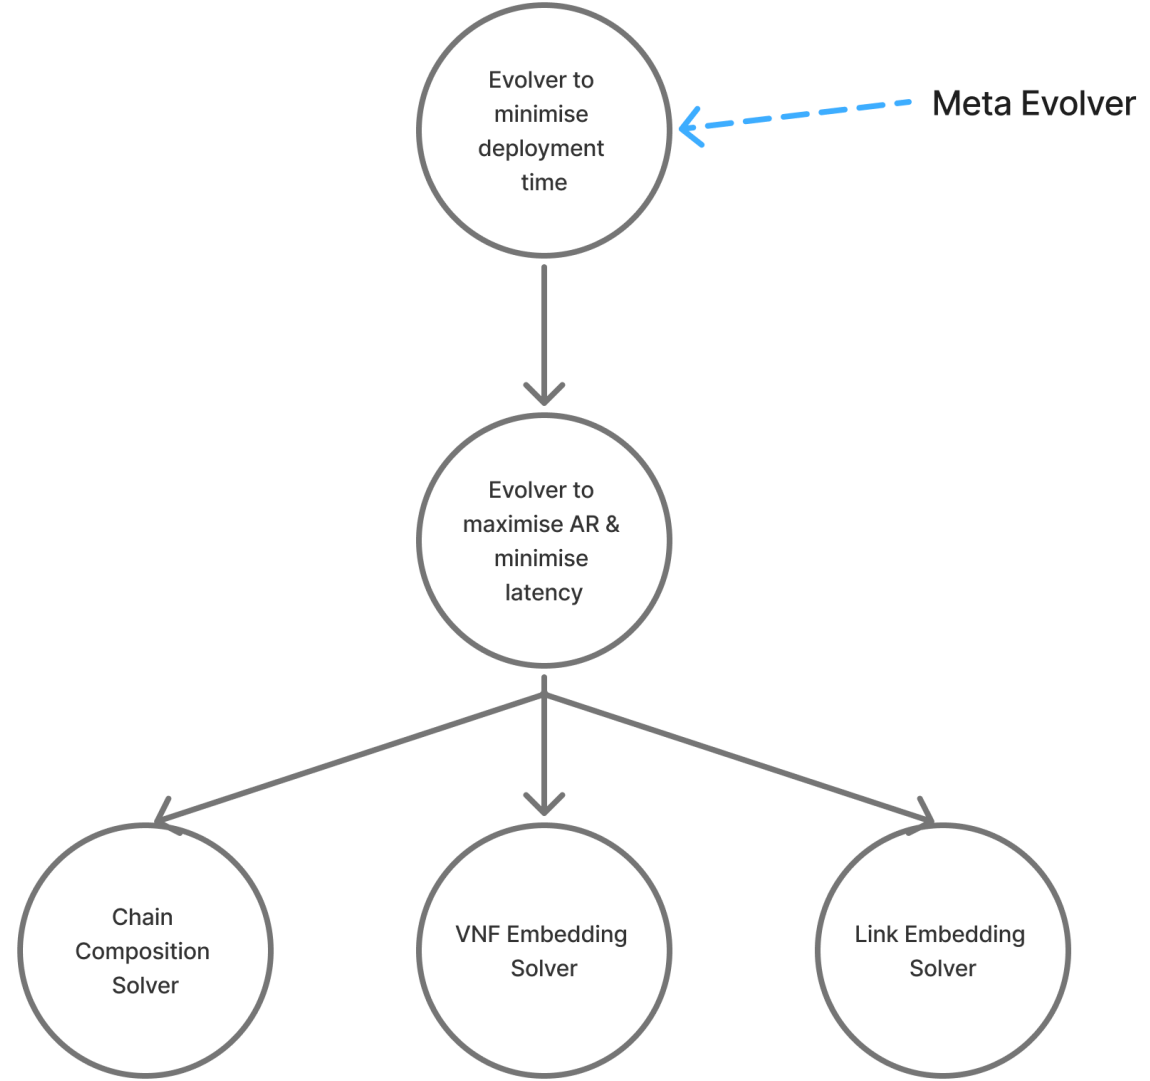 Evolver to
minimise
deployment
time
Meta Evolver
Evolver to
maximise AR &
minimise
latency
Chain
Composition
Solver
VNF Embedding
Solver
Link Embedding
Solver